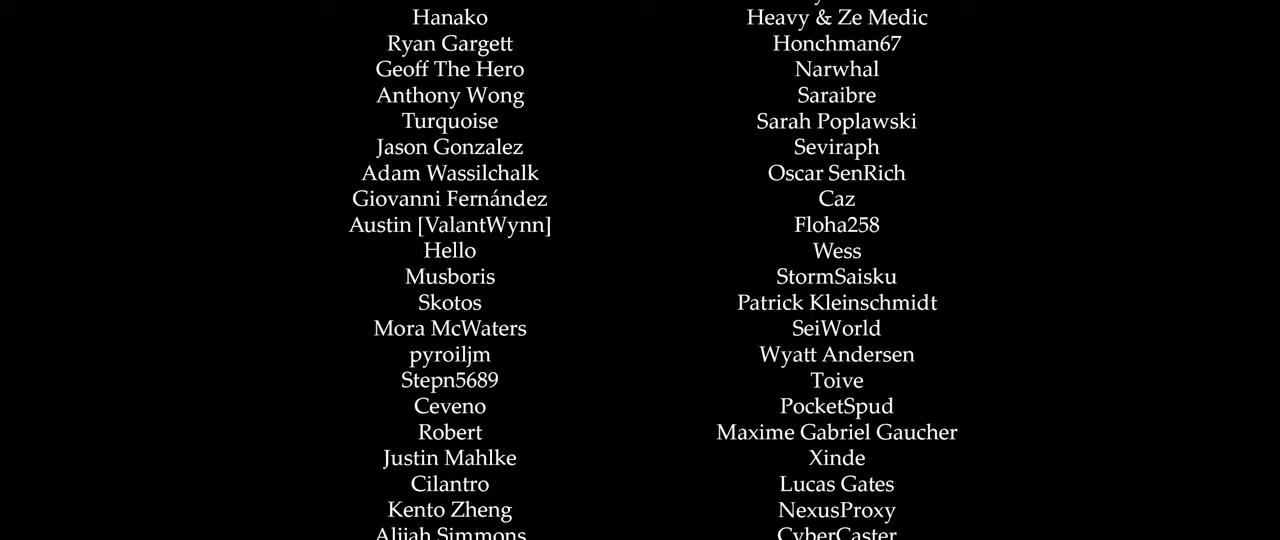 Hanako
Ryan Gargett
Geoff The Hero
Anthony Wong
Turquoise
Jason Gonzalez
Adam Wassilchalk
Giovanni Fernández
Austin [ValantWynn]
Hello
Musboris
Skotos
Mora McWaters
pyroiljm
Stepn5689
Ceveno
Robert
Justin Mahlke
Cilantro
Kento Zheng
Alijah Simmons
Heavy & Ze Medic
Honchman67
Narwhal
Saraibre
Sarah Poplawski
Seviraph
Oscar SenRich
Caz
Floha258
Wess
StormSaisku
Patrick Kleinschmidt
SeiWorld
Wyatt Andersen
Toive
PocketSpud
Maxime Gabriel Gaucher
Xinde
Lucas Gates
NexusProxy
CyberCaster